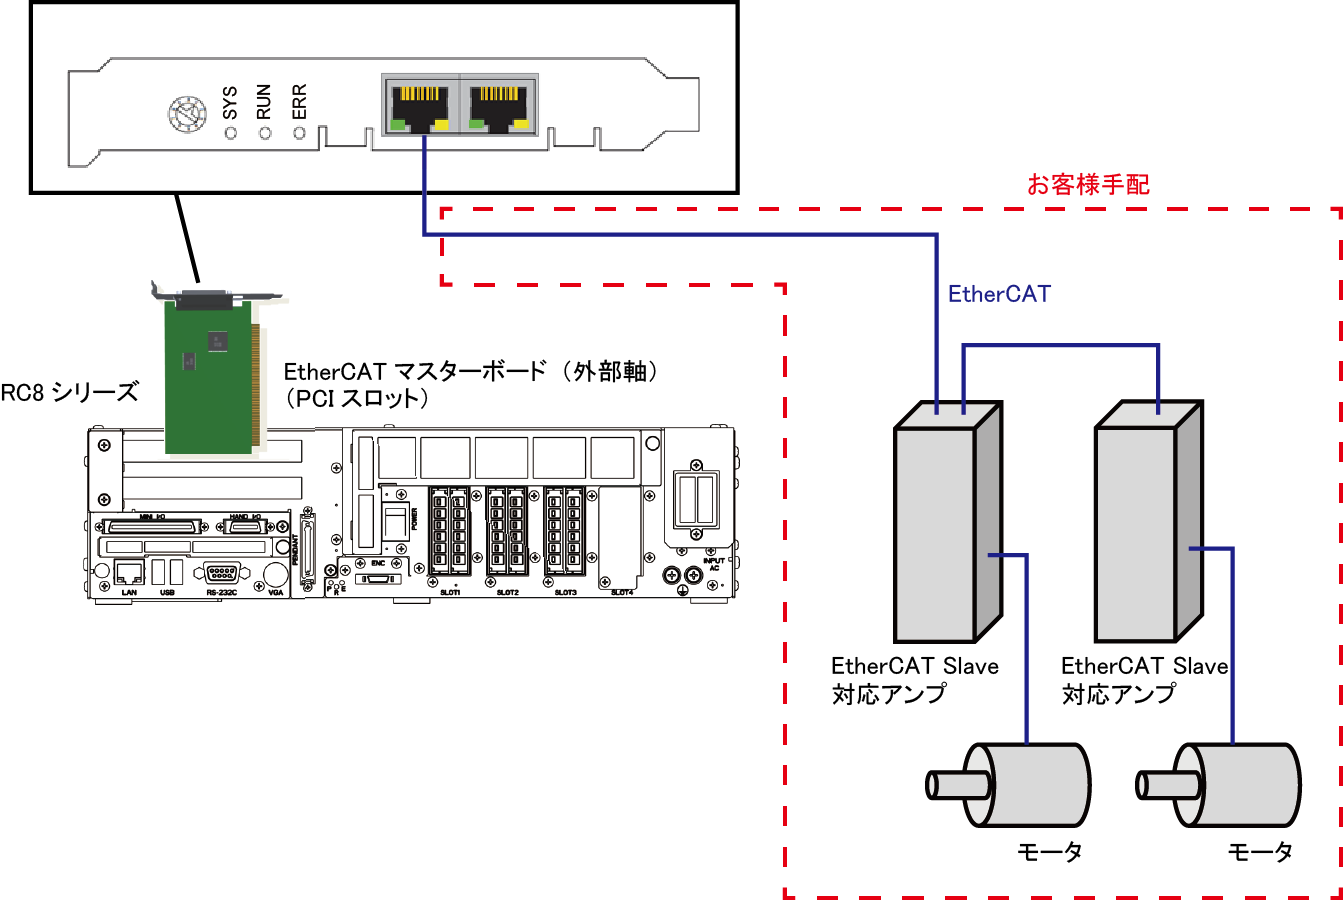 SYS
RUN
ERR
お客様手配
EtherCAT
RC8 シリーズ
EtherCAT マスターボード（外部軸）
（PCI スロット）
MINI I/O
HAND I/O
PENDANT
POWER
ENC
INPUT
AC
LAN
USB
RS-232C
VGA
P
R
E
SLOT1
SLOT2
SLOT3
SLOT4
EtherCAT Slave
対応アンプ
EtherCAT Slave
対応アンプ
モータ
モータ